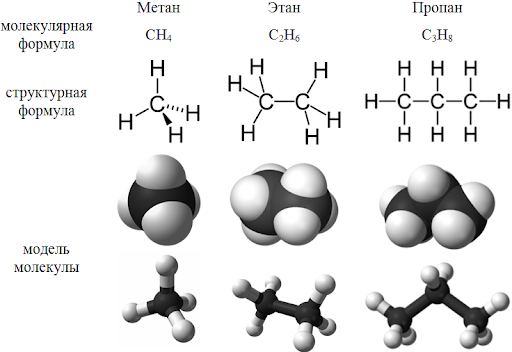 Метан Этан Пропан
молекулярная
формула
CH4 C2H6 C3H8
структурная
формула
H
C
H
H
H
H H
C C
H H
H H
H H H
H C C C H
H H H
модель
молекулы